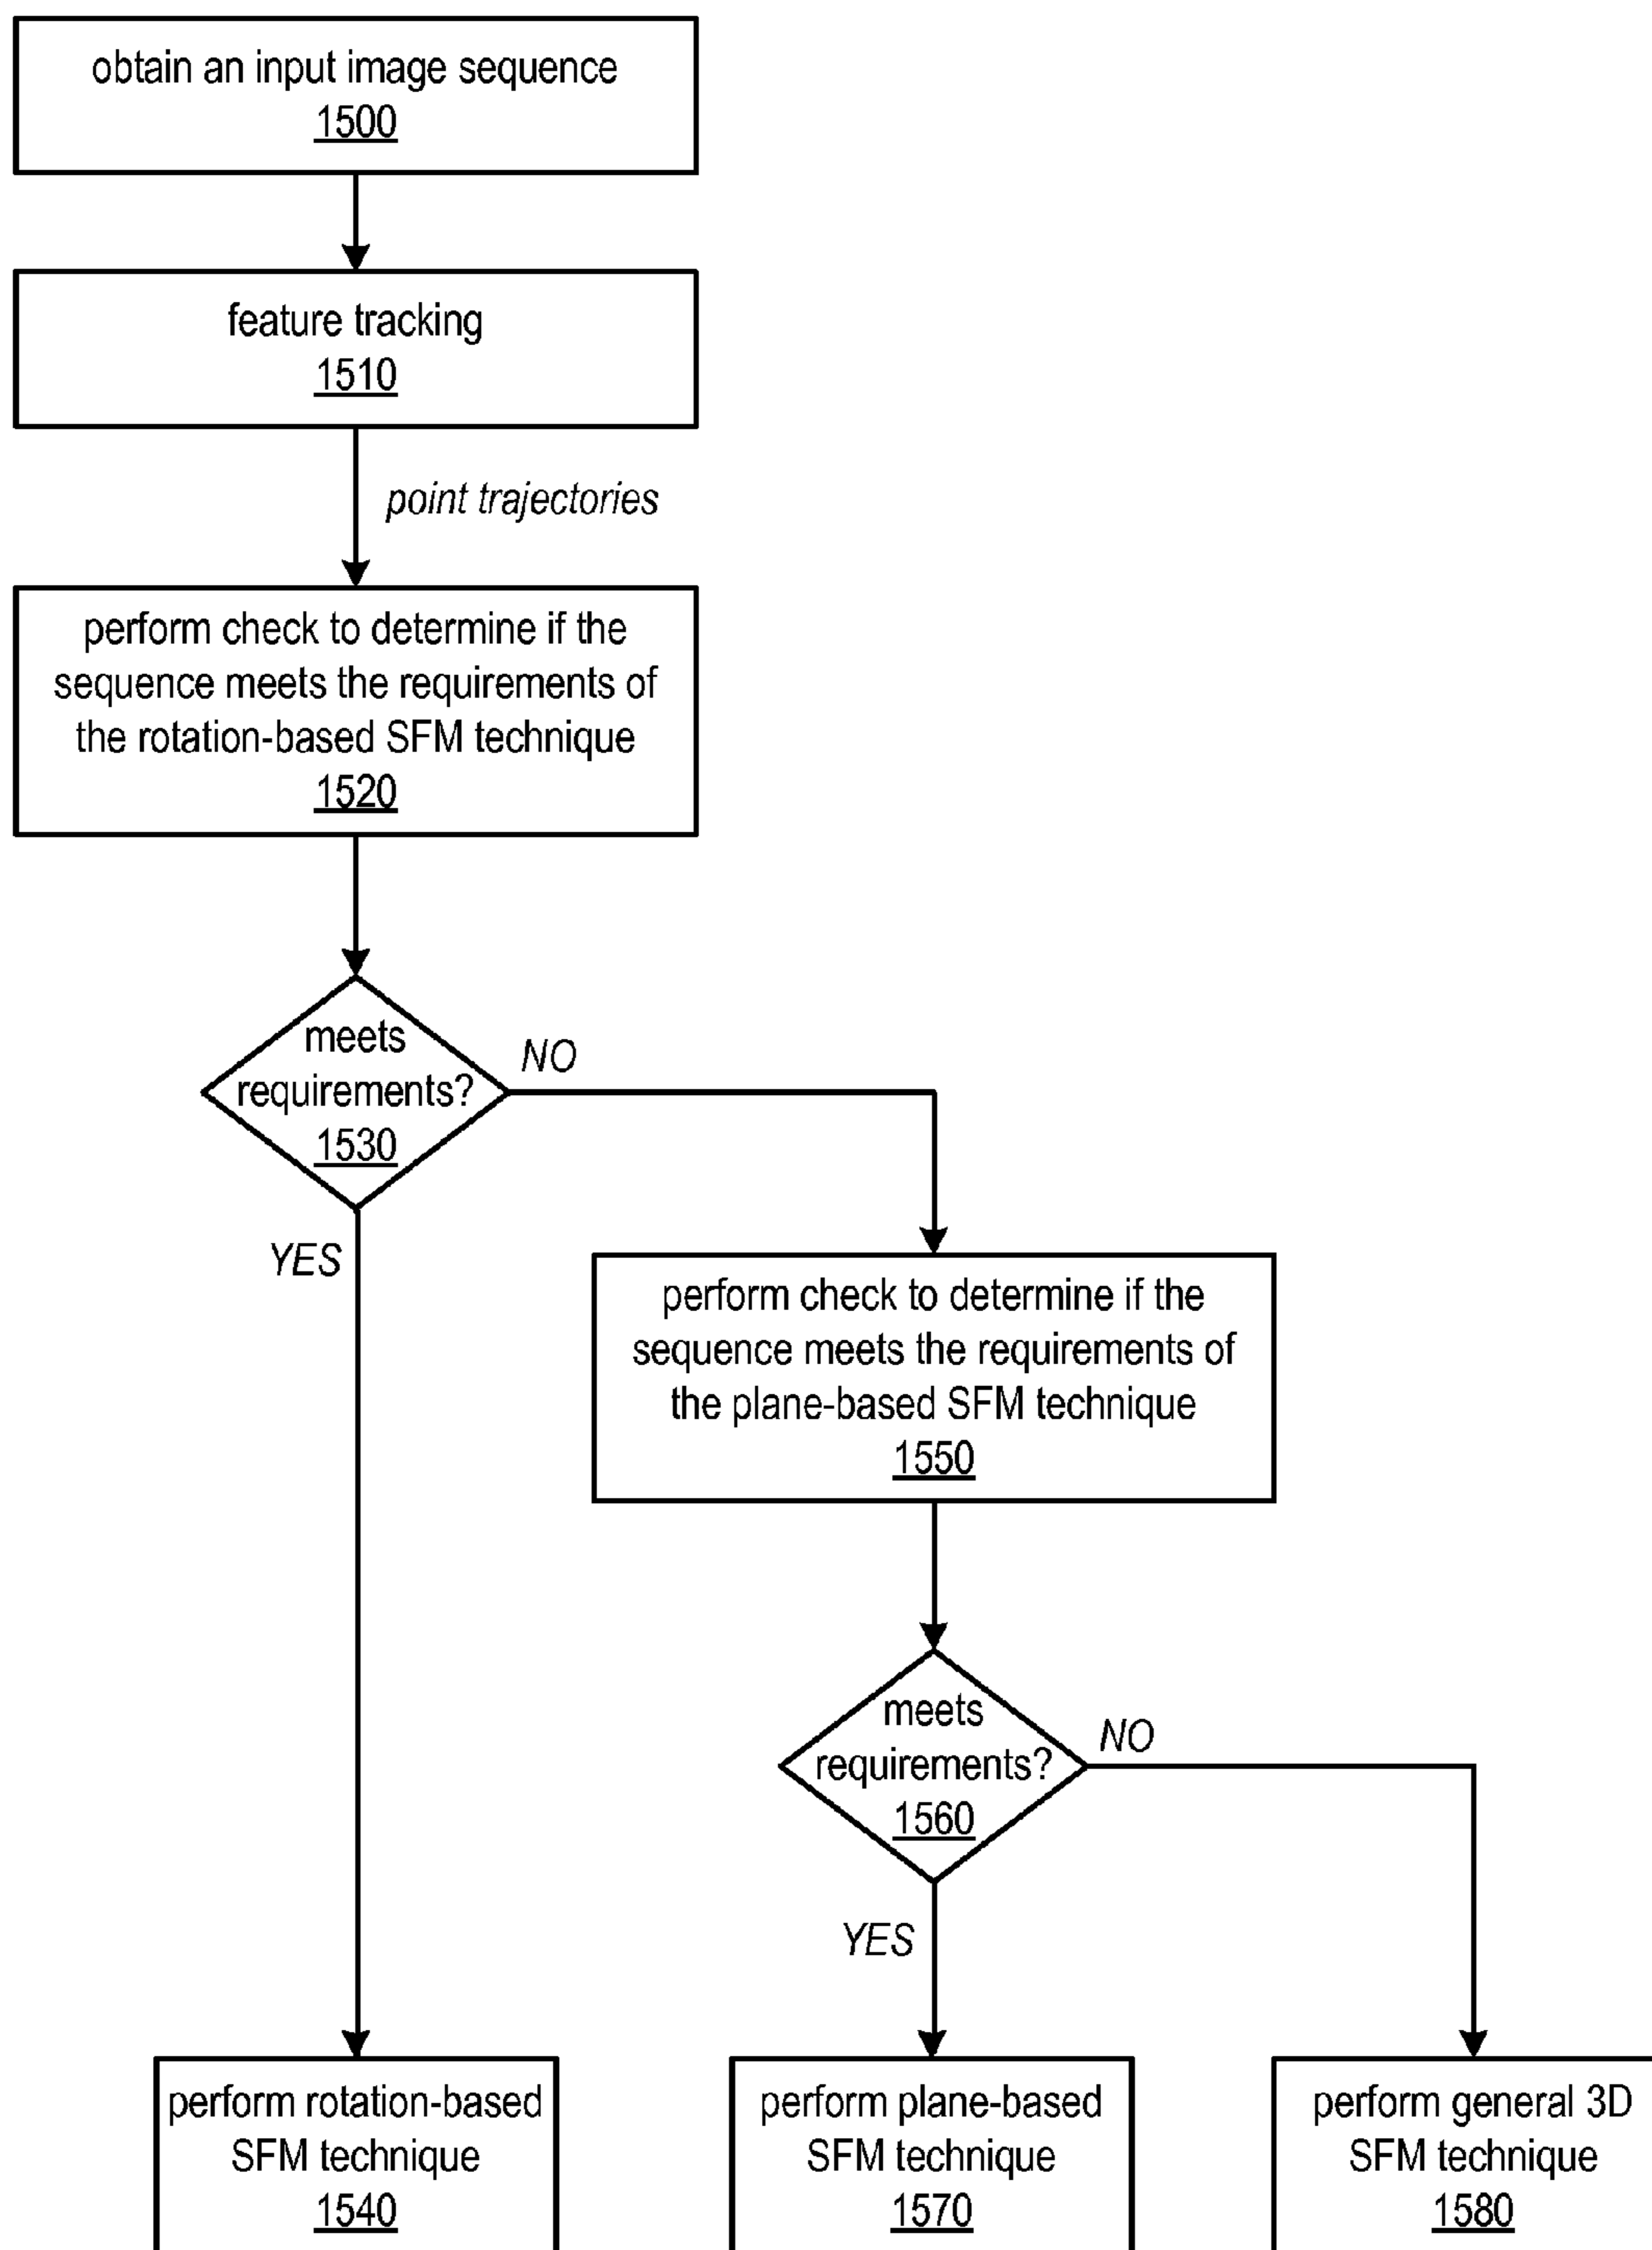 obtain an input image sequence
1500
feature tracking
1510
point trajectories
perform check to determine if the
sequence meets the requirements of
the rotation-based SFM technique
1520
meets
requirements?
1530
NO
YES
perform check to determine if the
sequence meets the requirements of
the plane-based SFM technique
1550
meets
requirements?
1560
NO
YES
perform rotation-based
SFM technique
1540
perform plane-based
SFM technique
1570
perform general 3D
SFM technique
1580